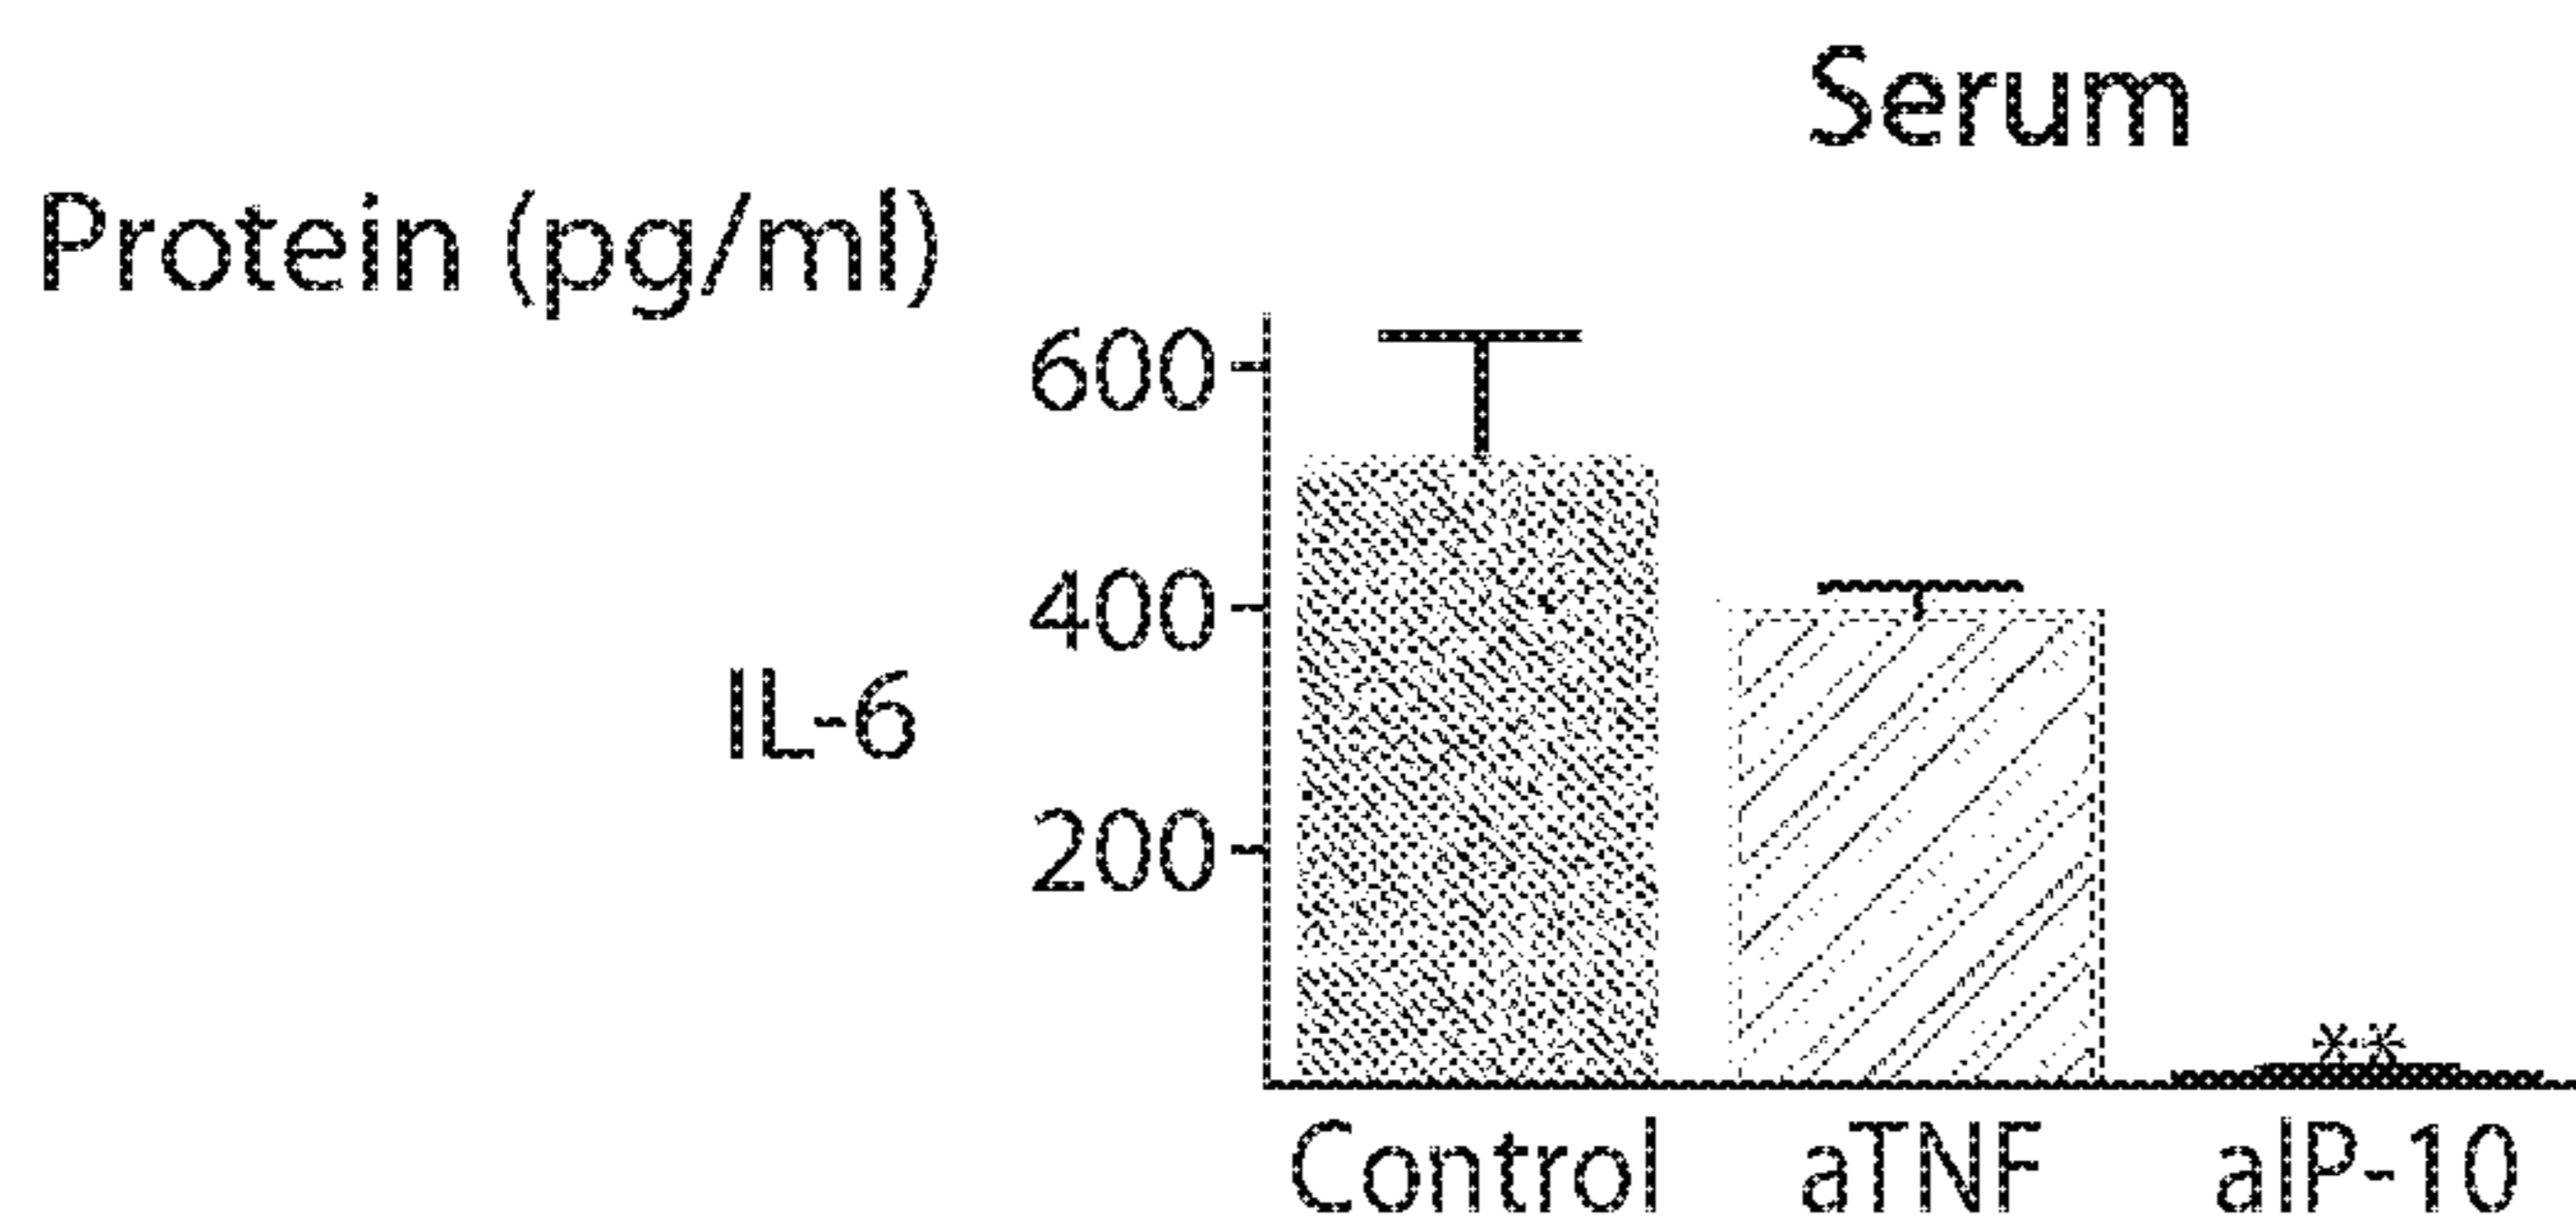 Serum
Protein (pg/ml)
600
400
IL-6
200
**
Control aTNF aIP-10